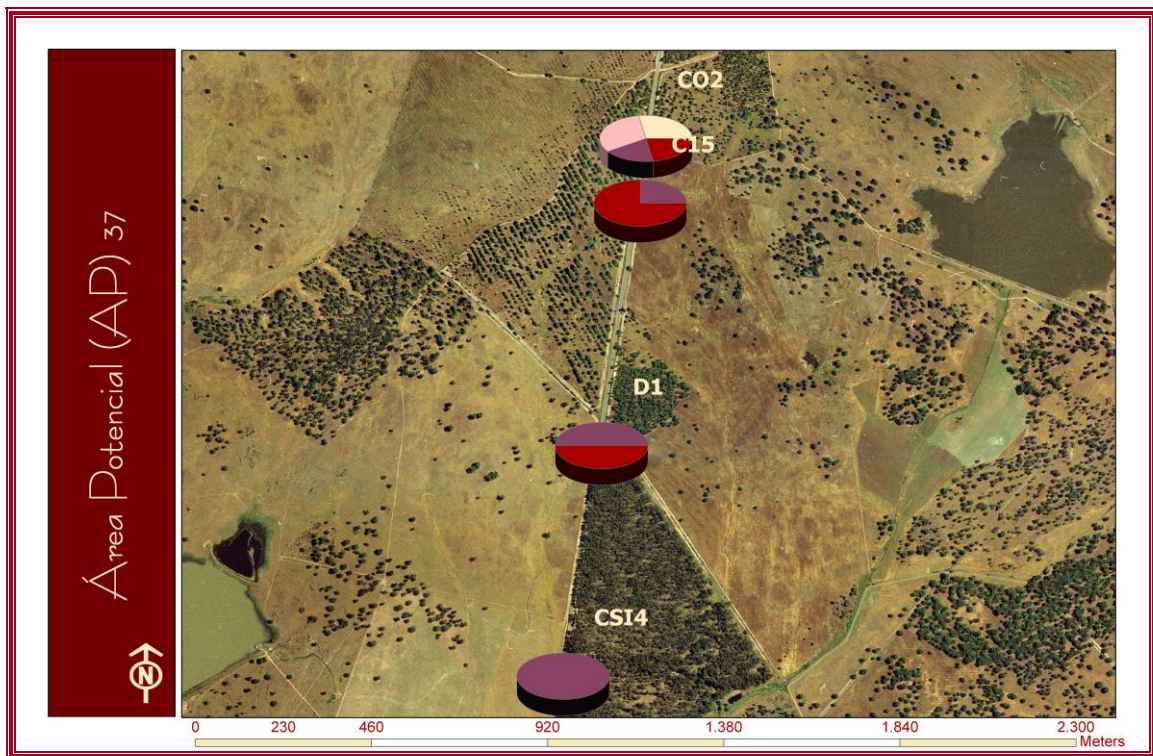 Área Potencial (AP) 37
N
CO2
C15
D1
CSI4
0 230 460 920 1.380 1.840 2.300
Meters